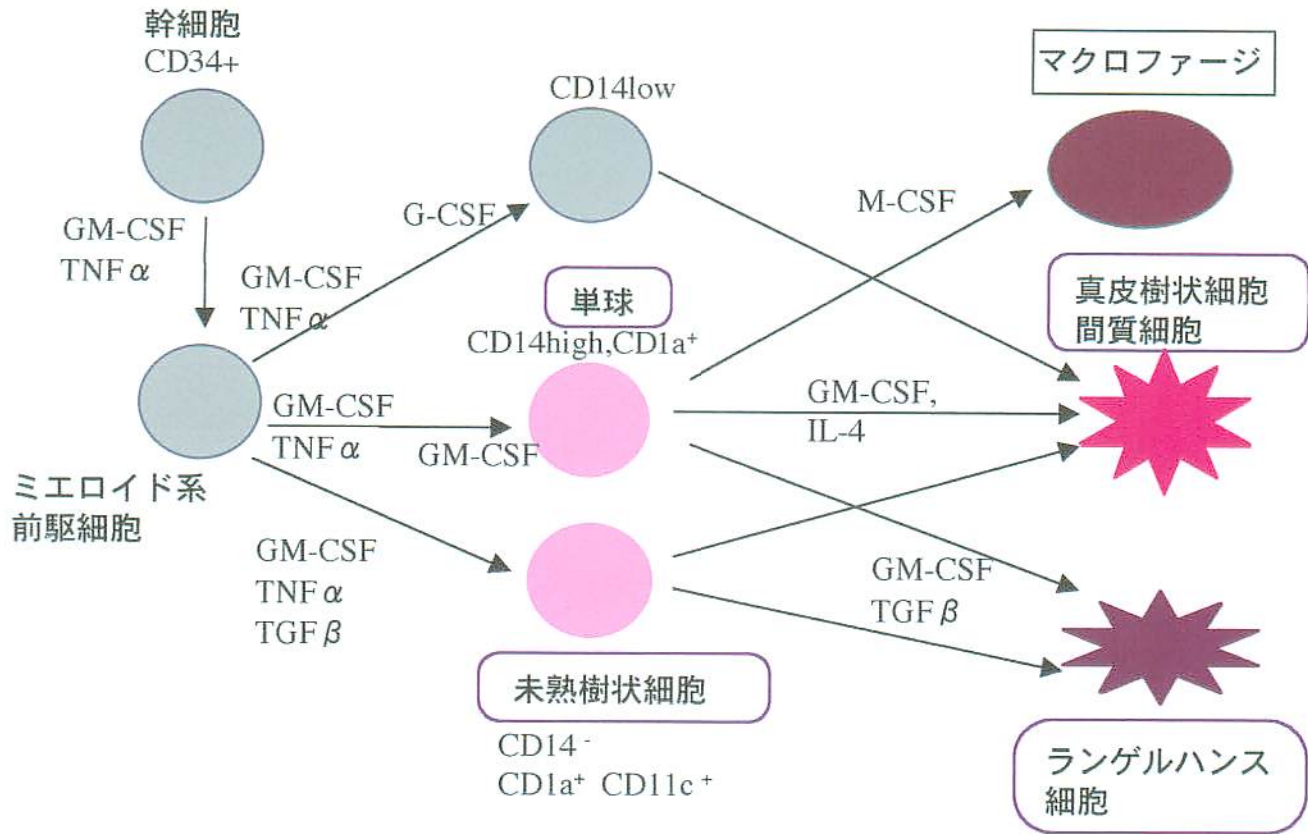 幹細胞
CD34+
CD14low
マクロファージ
GM-CSF
TNFα
G-CSF
M-CSF
GM-CSF
TNFα
単球
CD14high,CD1a⁺
真皮樹状細胞
間質細胞
GM-CSF
TNFα
GM-CSF
GM-CSF,
IL-4
ミエロイド系
前駆細胞
GM-CSF
TNFα
TGFβ
GM-CSF
TGFβ
未熟樹状細胞
CD14⁻
CD1a⁺ CD11c⁺
ランゲルハンス
細胞